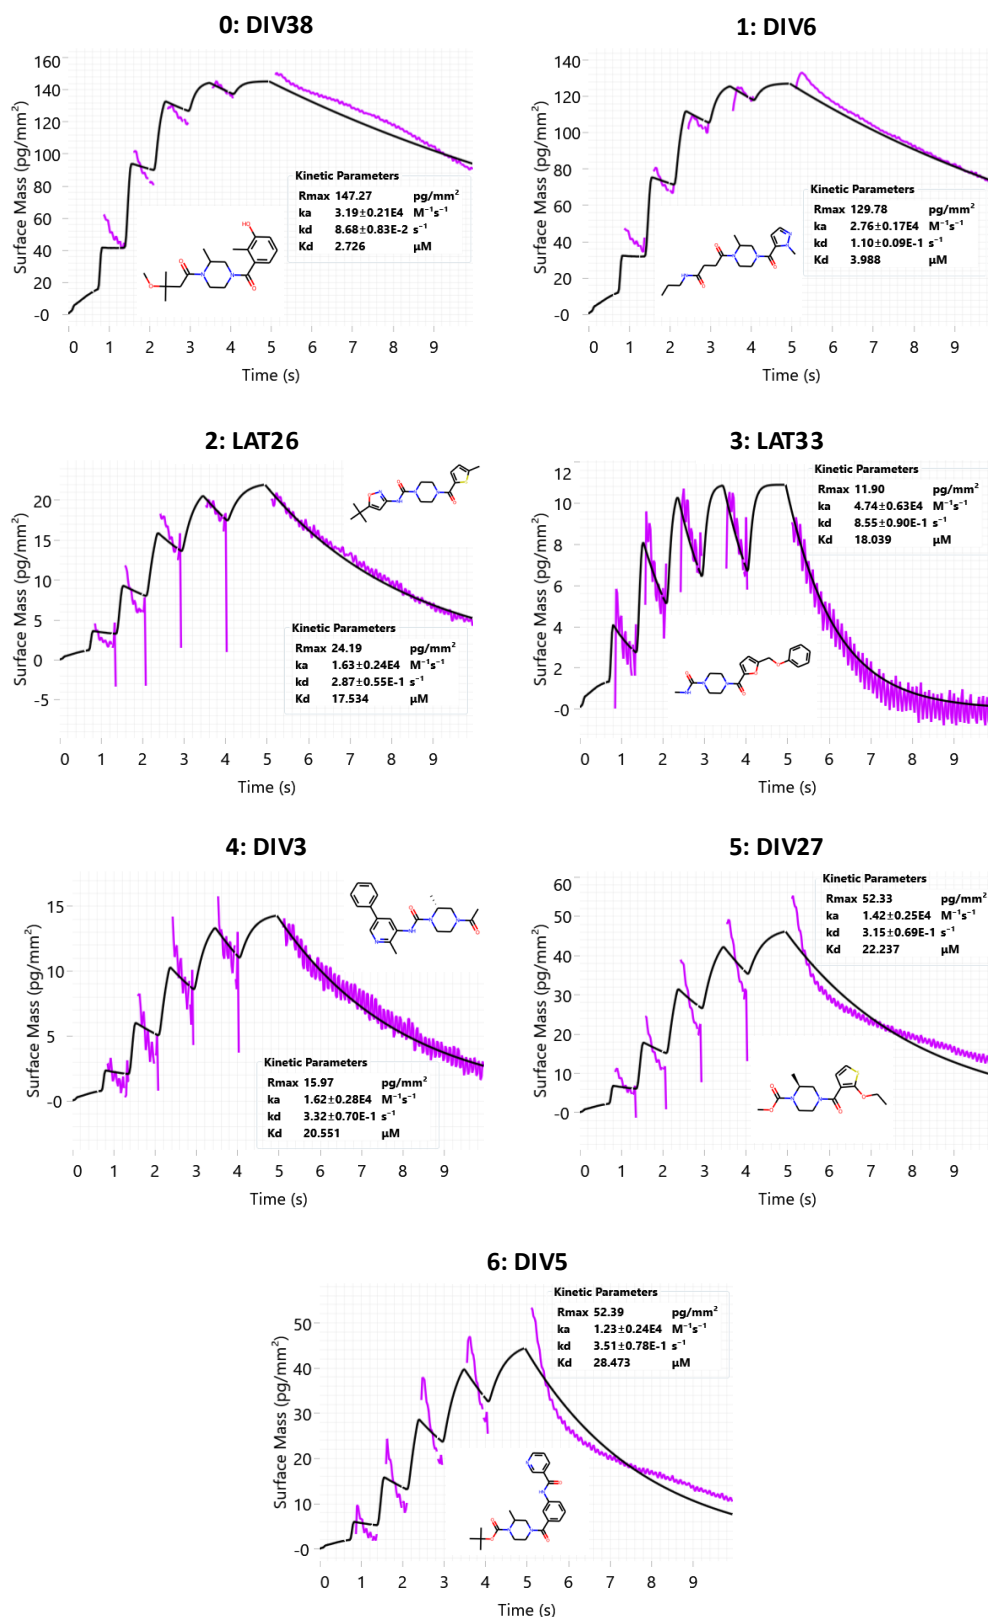 0: DIV38
160
140
120
100
80
60
40
20
-0
Surface Mass (pg/mm²)
Kinetic Parameters
Rmax 147.27 pg/mm²
ka 3.19±0.21E4 M⁻¹s⁻¹
kd 8.68±0.83E-2 s⁻¹
Kd 2.726 µM
0 1 2 3 4 5 6 7 8 9
Time (s)
1: DIV6
140
120
100
80
60
40
20
-0
Surface Mass (pg/mm²)
Kinetic Parameters
Rmax 129.78 pg/mm²
ka 2.76±0.17E4 M⁻¹s⁻¹
kd 1.10±0.09E-1 s⁻¹
Kd 3.988 µM
0 1 2 3 4 5 6 7 8 9
Time (s)
2: LAT26
20
15
10
5
0
-5
Surface Mass (pg/mm²)
Kinetic Parameters
Rmax 24.19 pg/mm²
ka 1.63±0.24E4 M⁻¹s⁻¹
kd 2.87±0.55E-1 s⁻¹
Kd 17.534 µM
0 1 2 3 4 5 6 7 8 9
Time (s)
3: LAT33
12
10
8
6
4
2
-0
Surface Mass (pg/mm²)
Kinetic Parameters
Rmax 11.90 pg/mm²
ka 4.74±0.63E4 M⁻¹s⁻¹
kd 8.55±0.90E-1 s⁻¹
Kd 18.039 µM
0 1 2 3 4 5 6 7 8 9
Time (s)
4: DIV3
15
10
5
-0
Surface Mass (pg/mm²)
Kinetic Parameters
Rmax 15.97 pg/mm²
ka 1.62±0.28E4 M⁻¹s⁻¹
kd 3.32±0.70E-1 s⁻¹
Kd 20.551 µM
0 1 2 3 4 5 6 7 8 9
Time (s)
5: DIV27
60
50
40
30
20
10
-0
Surface Mass (pg/mm²)
Kinetic Parameters
Rmax 52.33 pg/mm²
ka 1.42±0.25E4 M⁻¹s⁻¹
kd 3.15±0.69E-1 s⁻¹
Kd 22.237 µM
0 1 2 3 4 5 6 7 8 9
Time (s)
6: DIV5
50
40
30
20
10
-0
Surface Mass (pg/mm²)
Kinetic Parameters
Rmax 52.39 pg/mm²
ka 1.23±0.24E4 M⁻¹s⁻¹
kd 3.51±0.78E-1 s⁻¹
Kd 28.473 µM
0 1 2 3 4 5 6 7 8 9
Time (s)